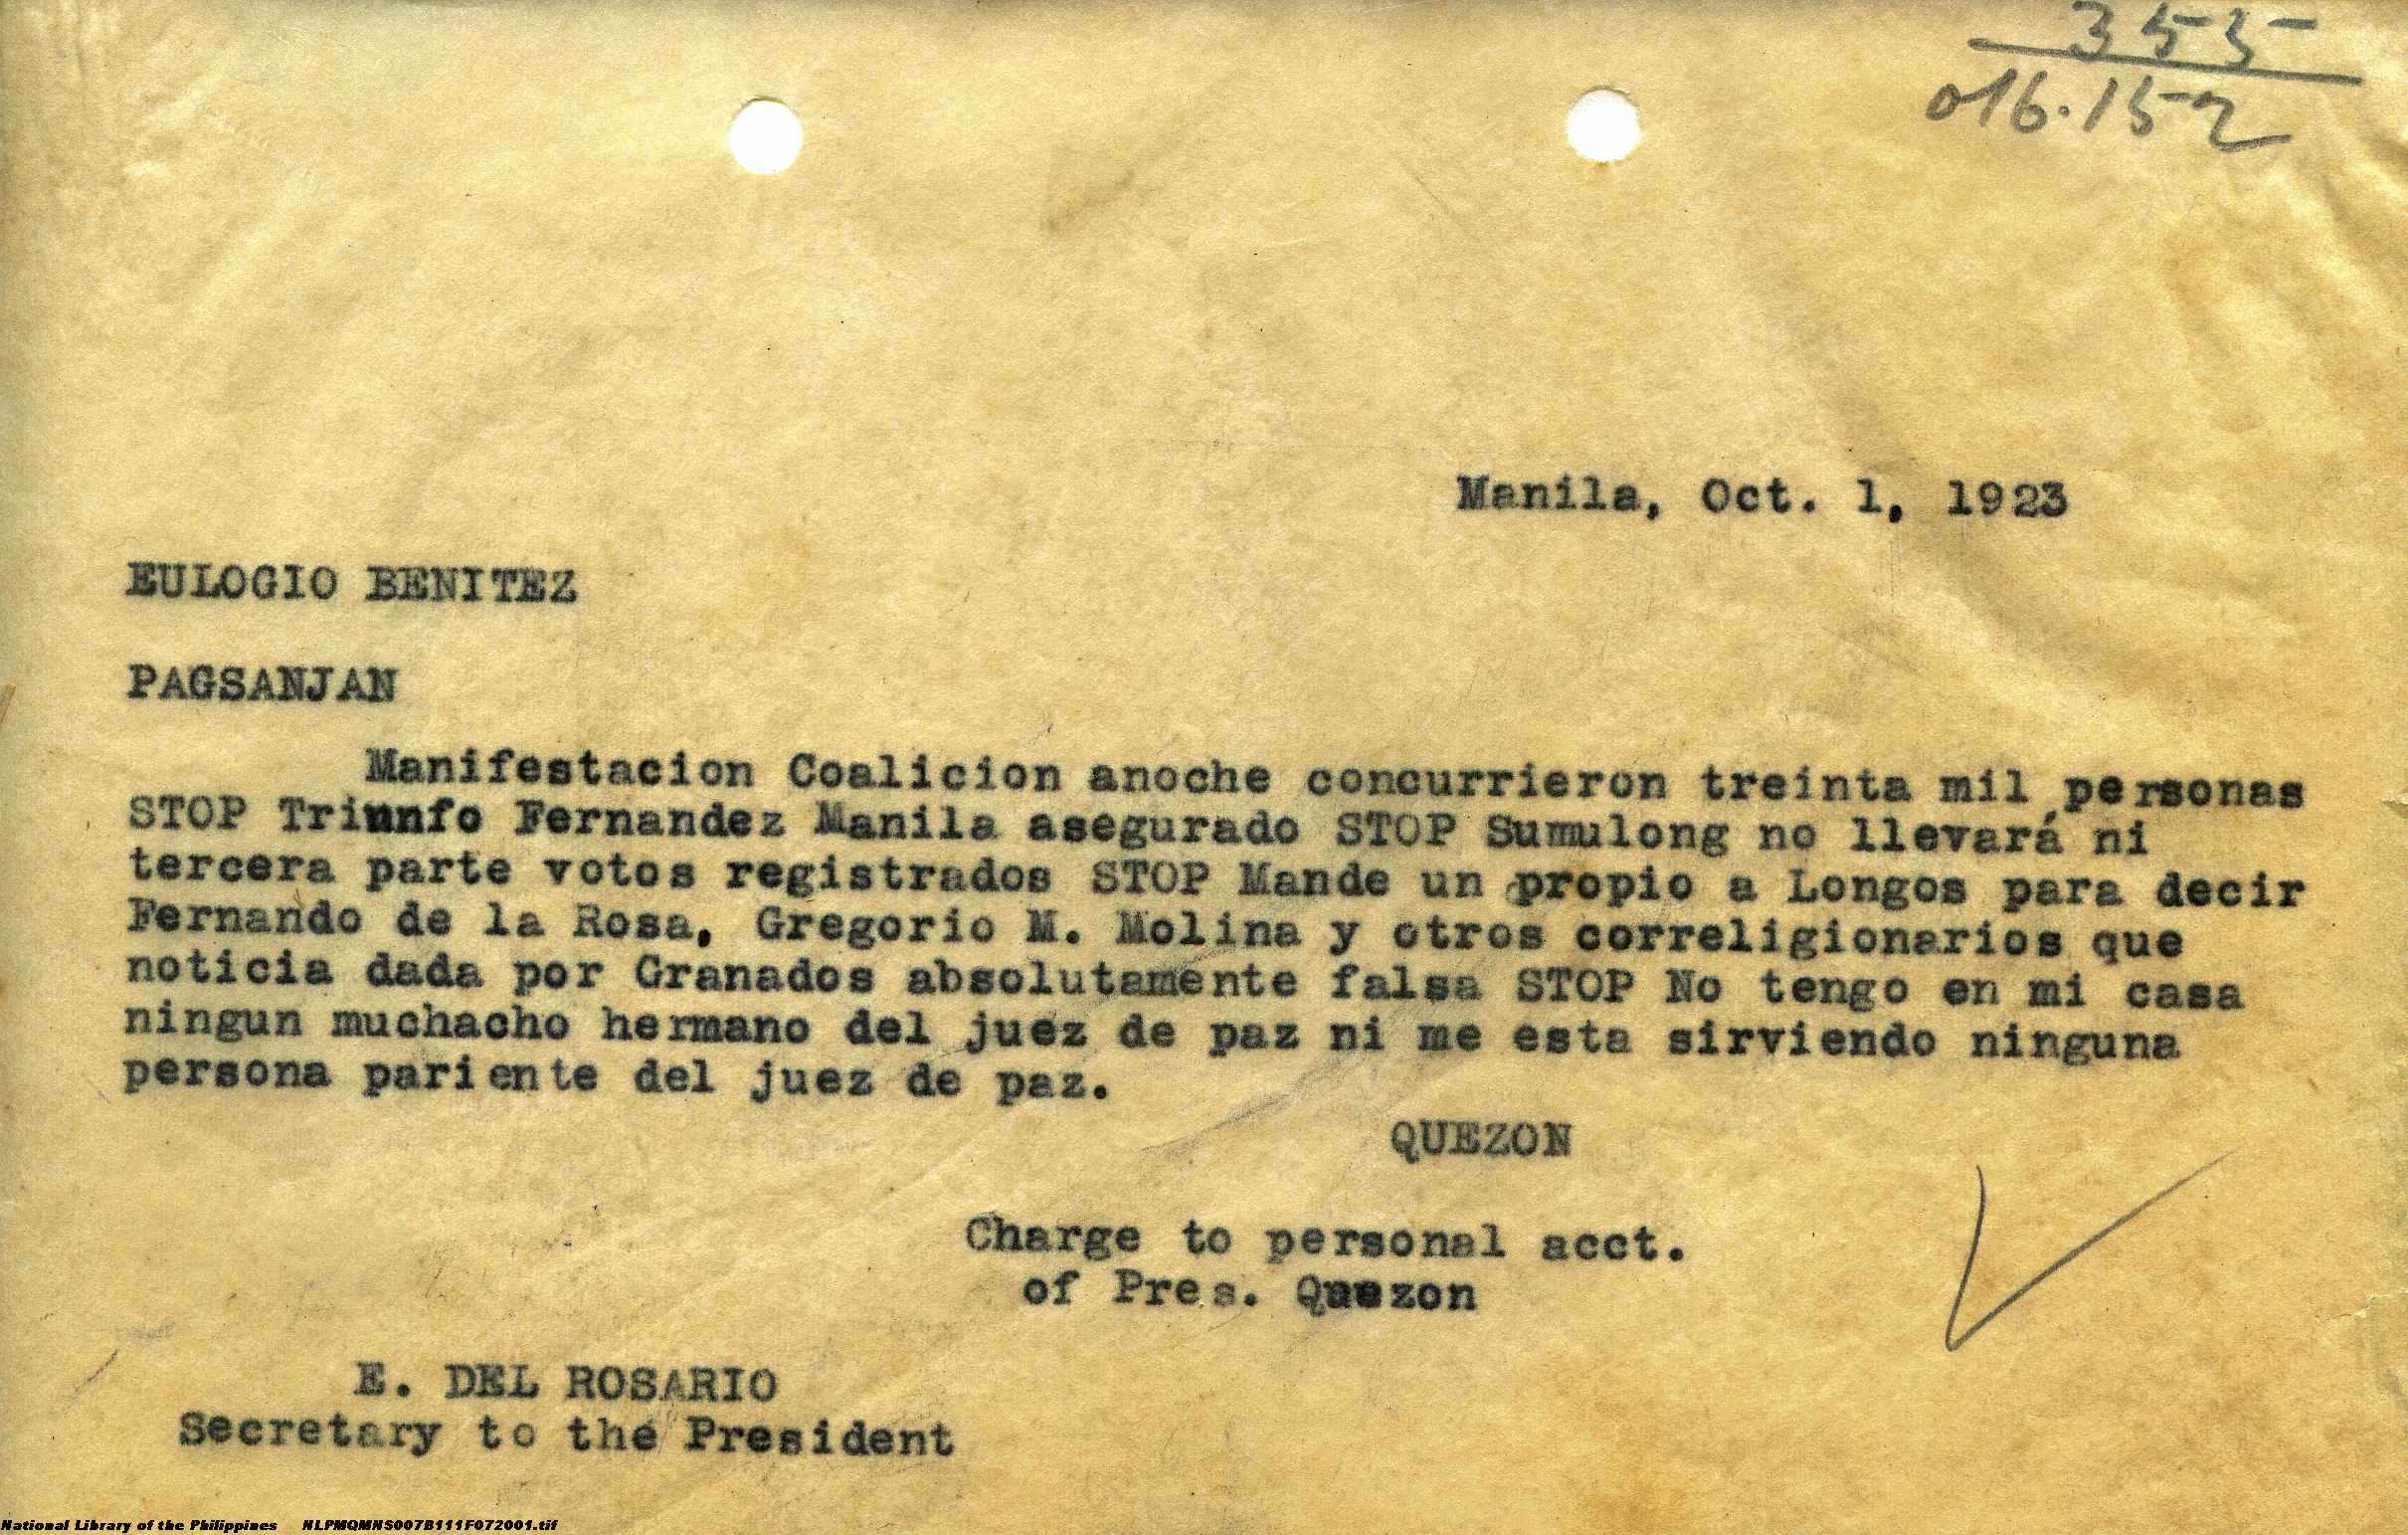 355
016.152
Manila, Oct. 1, 1923
EULOGIO BENITEZ
PAGSANJAN
Manifestacion Coalicion anoche concurrieron treinta mil personas
STOP Triunfo Fernandez Manila asegurado STOP Sumulong no llevará ni
tercera parte votos registrados STOP Mande un propio a Longos para decir
Fernando de la Rosa, Gregorio M. Molina y otros correligionarios que
noticia dada por Granados absolutamente falsa STOP No tengo en mi casa
ningun muchacho hermano del juez de paz ni me esta sirviendo ninguna
persona pariente del juez de paz.
QUEZON
Charge to personal acct.
of Pres. Quezon
E. DEL ROSARIO
Secretary to the President
National Library of the Philippines NLPMQMNS007B111F072001.tif